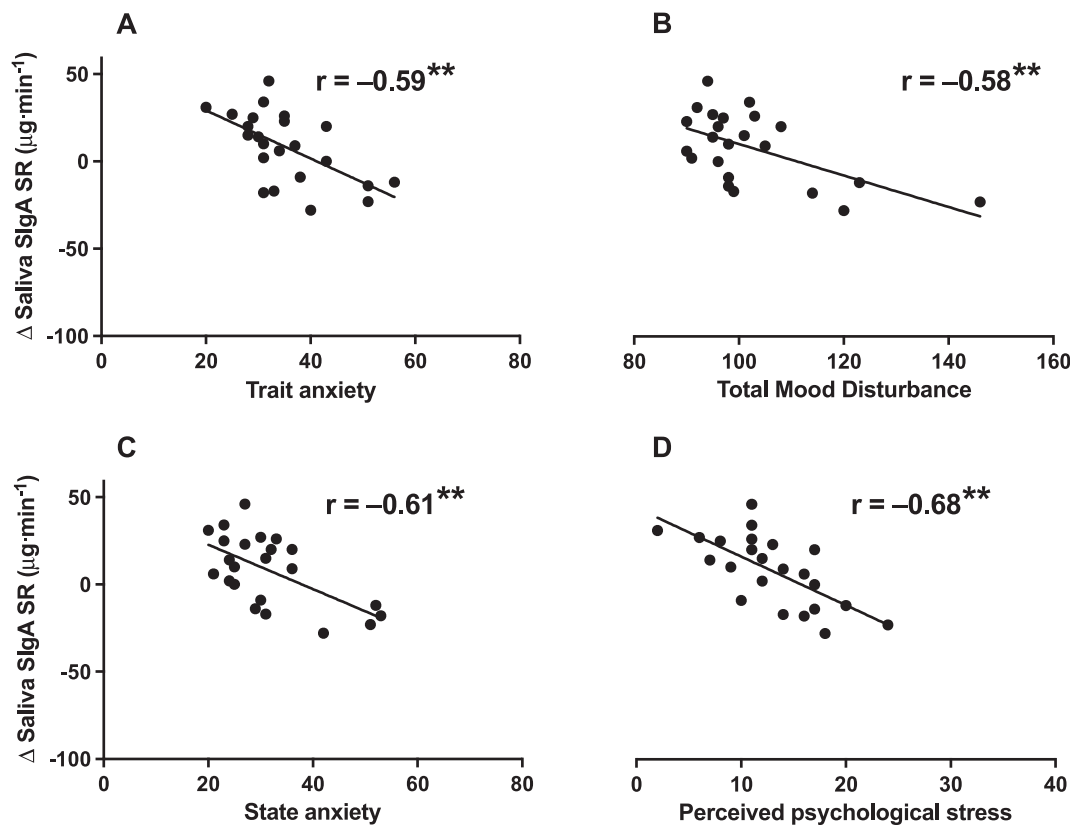 A
Δ Saliva SIgA SR (µg·min⁻¹)
r = –0.59**
50
0
-50
-100
0 20 40 60 80
Trait anxiety
B
r = –0.58**
80 100 120 140 160
Total Mood Disturbance
C
Δ Saliva SIgA SR (µg·min⁻¹)
r = –0.61**
50
0
-50
-100
0 20 40 60 80
State anxiety
D
r = –0.68**
0 10 20 30 40
Perceived psychological stress